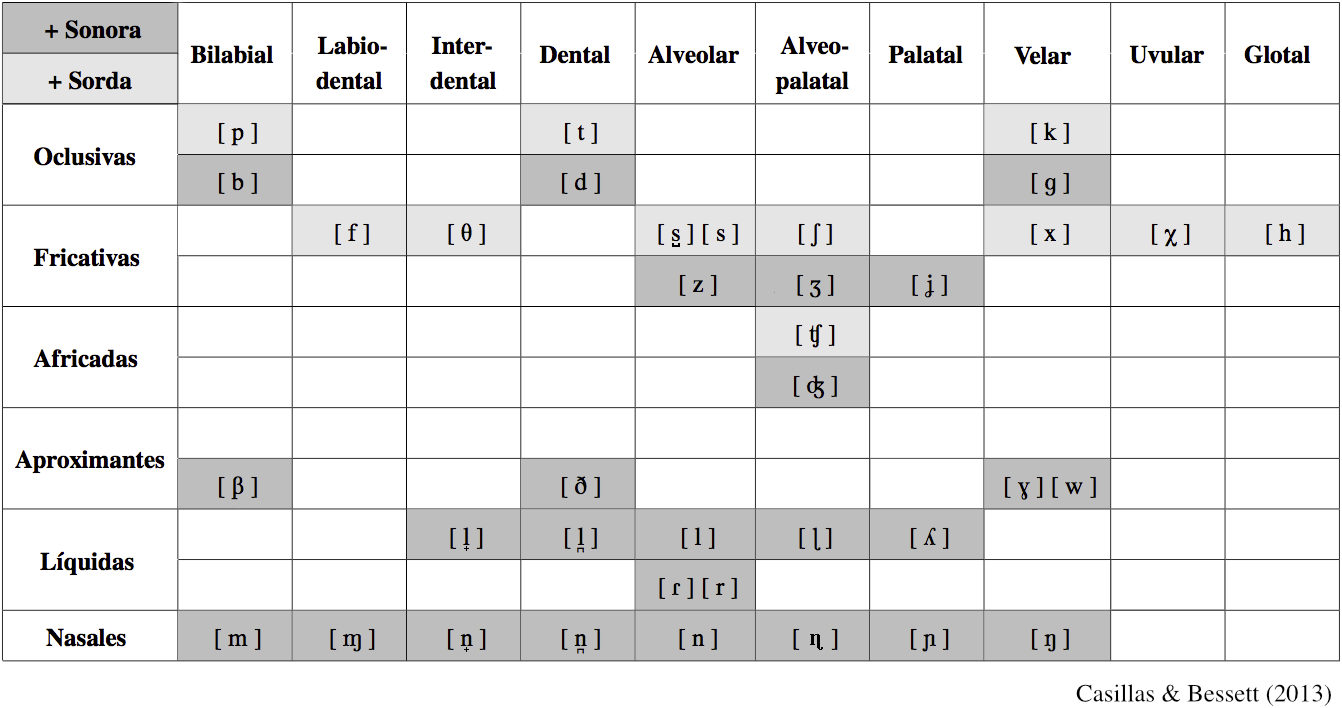 + Sonora
+ Sorda
Bilabial
Labio-
dental
Inter-
dental
Dental
Alveolar
Alveo-
palatal
Palatal
Velar
Uvular
Glotal
Oclusivas
[ p ] [ t ] [ k ]
[ b ] [ d ] [ ɡ ]
Fricativas
[ f ] [ θ ] [ s̺ ] [ s ] [ ʃ ] [ x ] [ χ ] [ h ]
[ z ] [ ʒ ] [ ʝ ]
Africadas
[ ʧ ]
[ ʤ ]
Aproximantes
[ β ] [ ð ] [ ɣ ] [ w ]
Líquidas
[ l̟ ] [ l̪ ] [ l ] [ ɭ ] [ ʎ ]
[ ɾ ] [ r ]
Nasales
[ m ] [ ɱ ] [ n̟ ] [ n̪ ] [ n ] [ ɳ ] [ ɲ ] [ ŋ ]
Casillas & Bessett (2013)